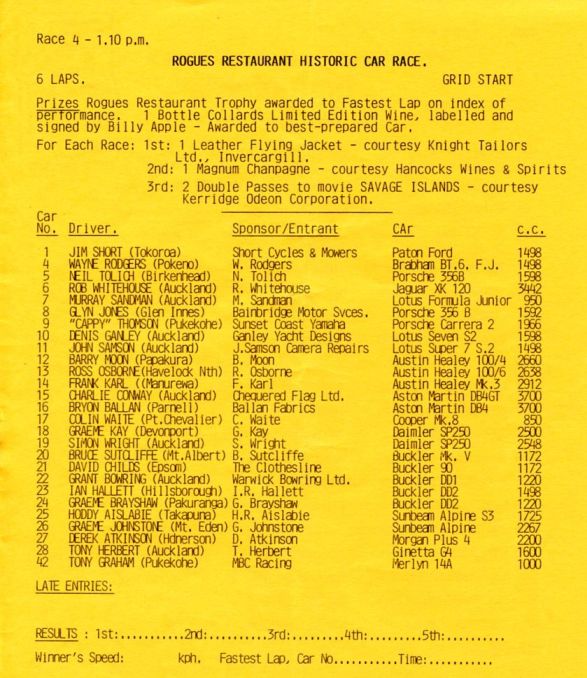 Race 4 - 1.10 p.m.
ROGUES RESTAURANT HISTORIC CAR RACE.
6 LAPS. GRID START
Prizes Rogues Restaurant Trophy awarded to Fastest Lap on index of
performance. 1 Bottle Collards Limited Edition Wine, labelled and
signed by Billy Apple - Awarded to best-prepared Car.
For Each Race: 1st: 1 Leather Flying Jacket - courtesy Knight Tailors
Ltd., Invercargill.
2nd: 1 Magnum Chanpagne - courtesy Hancocks Wines & Spirits
3rd: 2 Double Passes to movie SAVAGE ISLANDS - courtesy
Kerridge Odeon Corporation.
Car
No. Driver. Sponsor/Entrant CAr c.c.
1 JIM SHORT (Tokoroa) Short Cycles & Mowers Paton Ford 1498
4 WAYNE RODGERS (Pokeno) W. Rodgers Brabham BT.6. F.J. 1498
5 NEIL TOLICH (Birkenhead) N. Tolich Porsche 356B 1598
6 ROB WHITEHOUSE (Auckland) R. Whitehouse Jaguar XK 120 3442
7 MURRAY SANDMAN (Auckland) M. Sandman Lotus Formula Junior 950
8 GLYN JONES (Glen Innes) Bainbridge Motor Svces. Porsche 356 B 1592
9 "CAPPY" THOMSON (Pukekohe) Sunset Coast Yamaha Porsche Carrera 2 1966
10 DENIS GANLEY (Auckland) Ganley Yacht Designs Lotus Seven S2 1598
11 JOHN SAMSON (Auckland) J.Samson Camera Repairs Lotus Super 7 S.2 1498
12 BARRY MOON (Papakura) B. Moon Austin Healey 100/4 2660
13 ROSS OSBORNE(Havelock Nth) R. Osborne Austin Healey 100/6 2638
14 FRANK KARL ((Manurewa) F. Karl Austin Healey Mk.3 2912
15 CHARLIE CONWAY (Auckland) Chequered Flag Ltd. Aston Martin DB4GT 3700
16 BRYON BALLAN (Parnell) Ballan Fabrics Aston Martin DB4 3700
17 COLIN WAITE (Pt.Chevalier) C. Waite Cooper Mk.8 850
18 GRAEME KAY (Devonport) G. Kay Daimler SP250 2500
19 SIMON WRIGHT (Auckland) S. Wright Daimler SP250 2548
20 BRUCE SUTCLIFFE (Mt.Albert) B. Sutcliffe Buckler Mk. V 1172
21 DAVID CHILDS (Epsom) The Clothesline Buckler 90 1172
22 GRANT BOWRING (Auckland) Warwick Bowring Ltd. Buckler DD1 1220
23 IAN HALLETT (Hillsborough) I.R. Hallett Buckler DD2 1498
24 GRAEME BRAYSHAW (Pakuranga) G. Brayshaw Buckler DD2 1220
25 HODDY AISLABIE (Takapuna) H.R. Aislabie Sunbeam Alpine S3 1725
26 GRAEME JOHNSTONE (Mt. Eden) G. Johnstone Sunbeam Alpine 2267
27 DEREK ATKINSON (Hdnerson) D. Atkinson Morgan Plus 4 2200
28 TONY HERBERT (Auckland) T. Herbert Ginetta G4 1600
42 TONY GRAHAM (Pukekohe) MBC Racing Merlyn 14A 1000
LATE ENTRIES:
RESULTS : 1st:...........2nd:..........3rd:.........4th:.........5th:..........
Winner's Speed: kph. Fastest Lap, Car No...........Time:...........